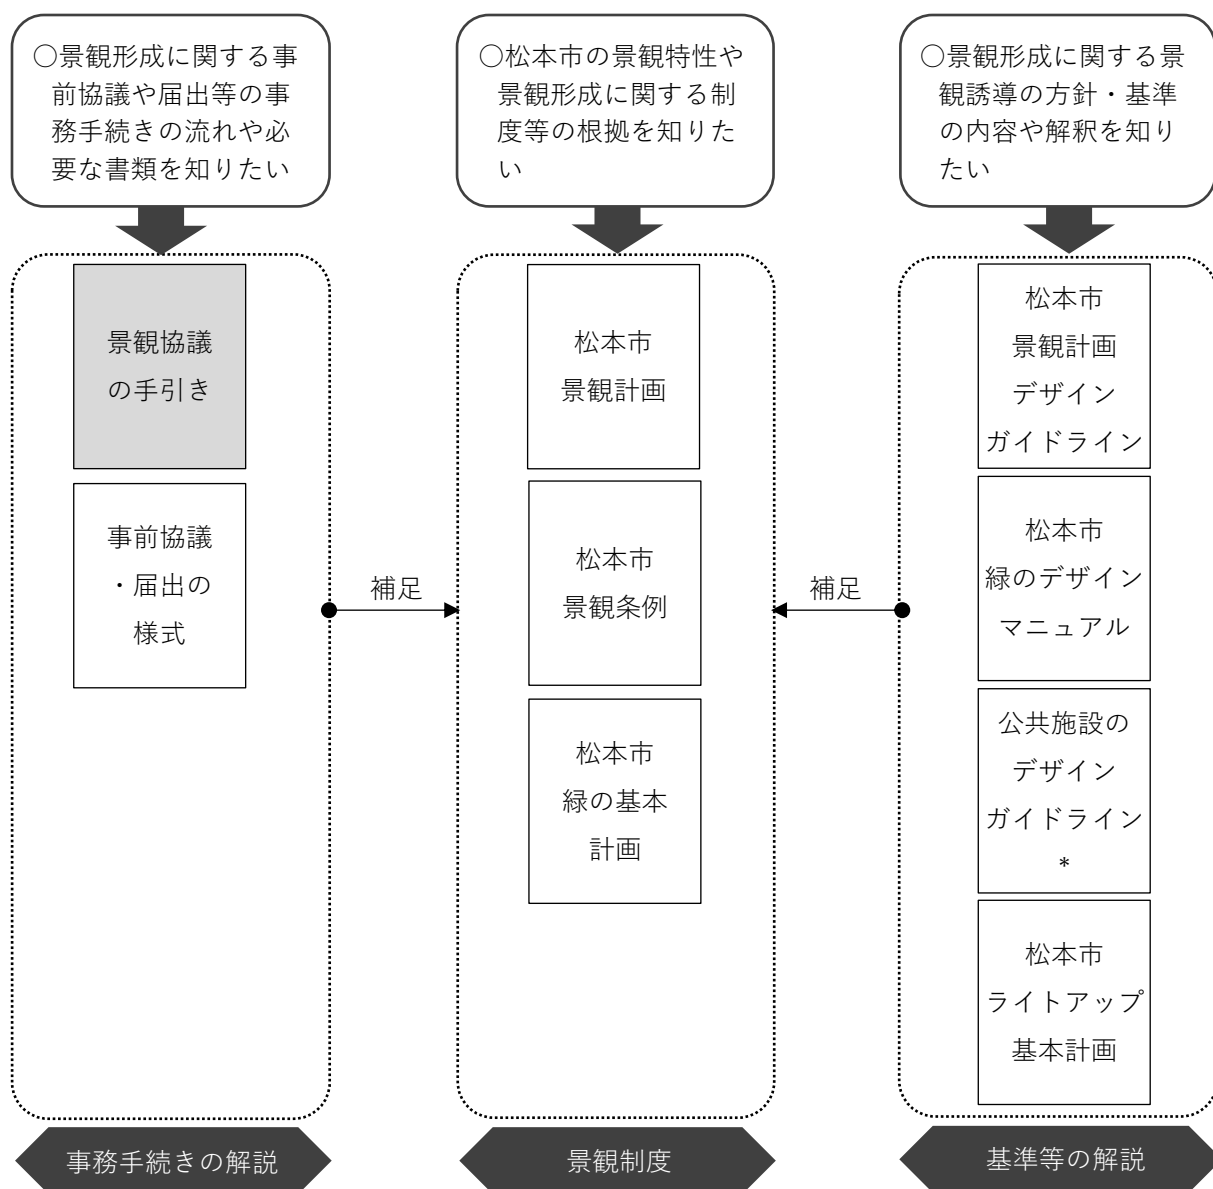 ○景観形成に関する事
前協議や届出等の事
務手続きの流れや必
要な書類を知りたい
○松本市の景観特性や
景観形成に関する制
度等の根拠を知りた
い
○景観形成に関する景
観誘導の方針・基準
の内容や解釈を知り
たい
景観協議
の手引き
事前協議
・届出の
様式
補足
松本市
景観計画
松本市
景観条例
松本市
緑の基本
計画
補足
松本市
景観計画
デザイン
ガイドライン
松本市
緑のデザイン
マニュアル
公共施設の
デザイン
ガイドライン
*
松本市
ライトアップ
基本計画
事務手続きの解説
景観制度
基準等の解説